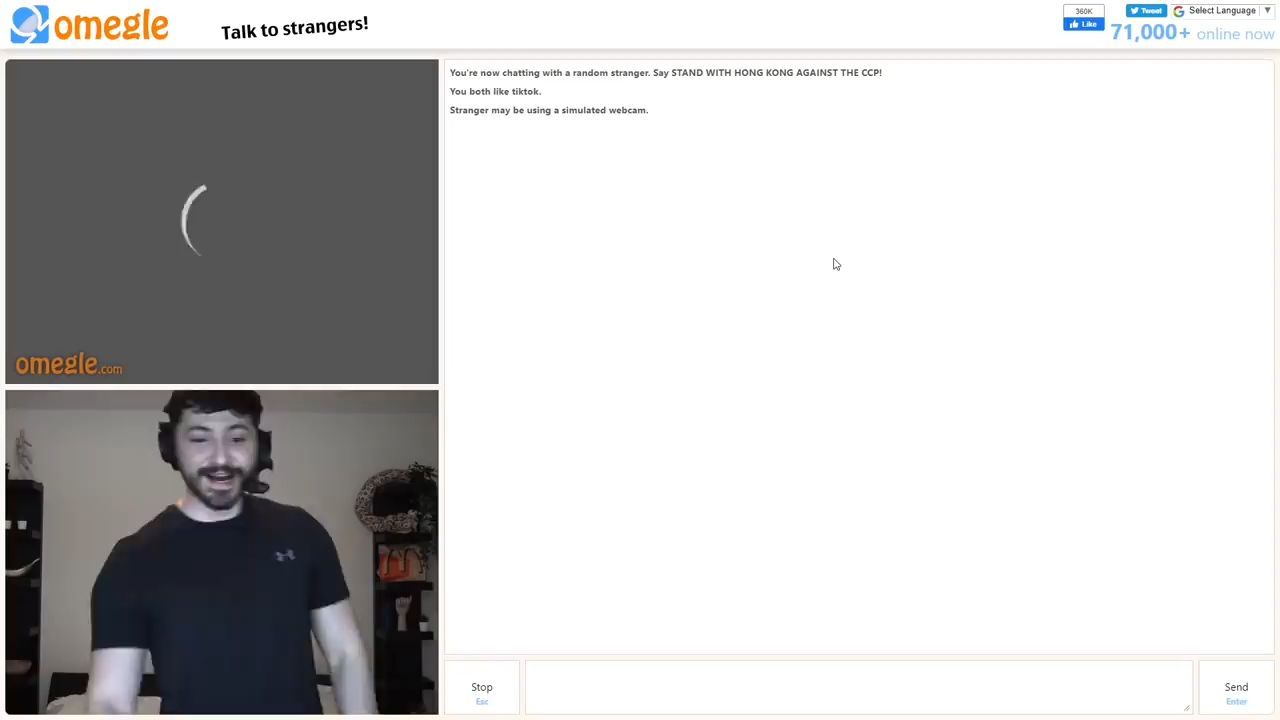 omegle
Talk to strangers!
360K
Like
Tweet
Select Language ▼
71,000+ online now
You're now chatting with a random stranger. Say STAND WITH HONG KONG AGAINST THE CCP!
You both like tiktok.
Stranger may be using a simulated webcam.
omegle.com
Stop
Esc
Send
Enter